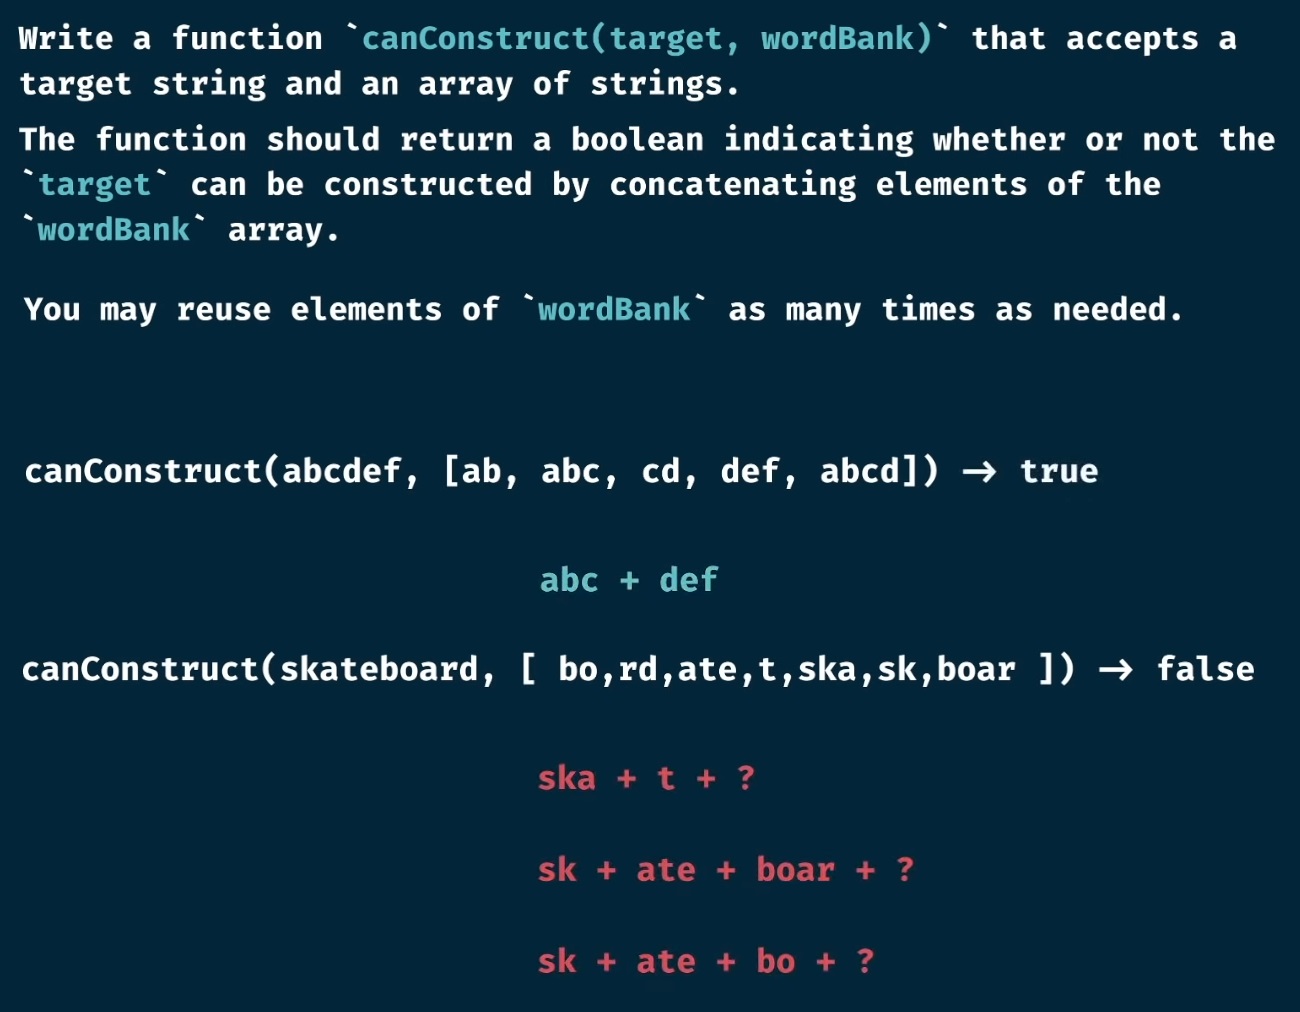 Write a function `canConstruct(target, wordBank)` that accepts a
target string and an array of strings.
The function should return a boolean indicating whether or not the
`target` can be constructed by concatenating elements of the
`wordBank` array.
You may reuse elements of `wordBank` as many times as needed.
canConstruct(abcdef, [ab, abc, cd, def, abcd]) → true
abc + def
canConstruct(skateboard, [ bo,rd,ate,t,ska,sk,boar ]) → false
ska + t + ?
sk + ate + boar + ?
sk + ate + bo + ?